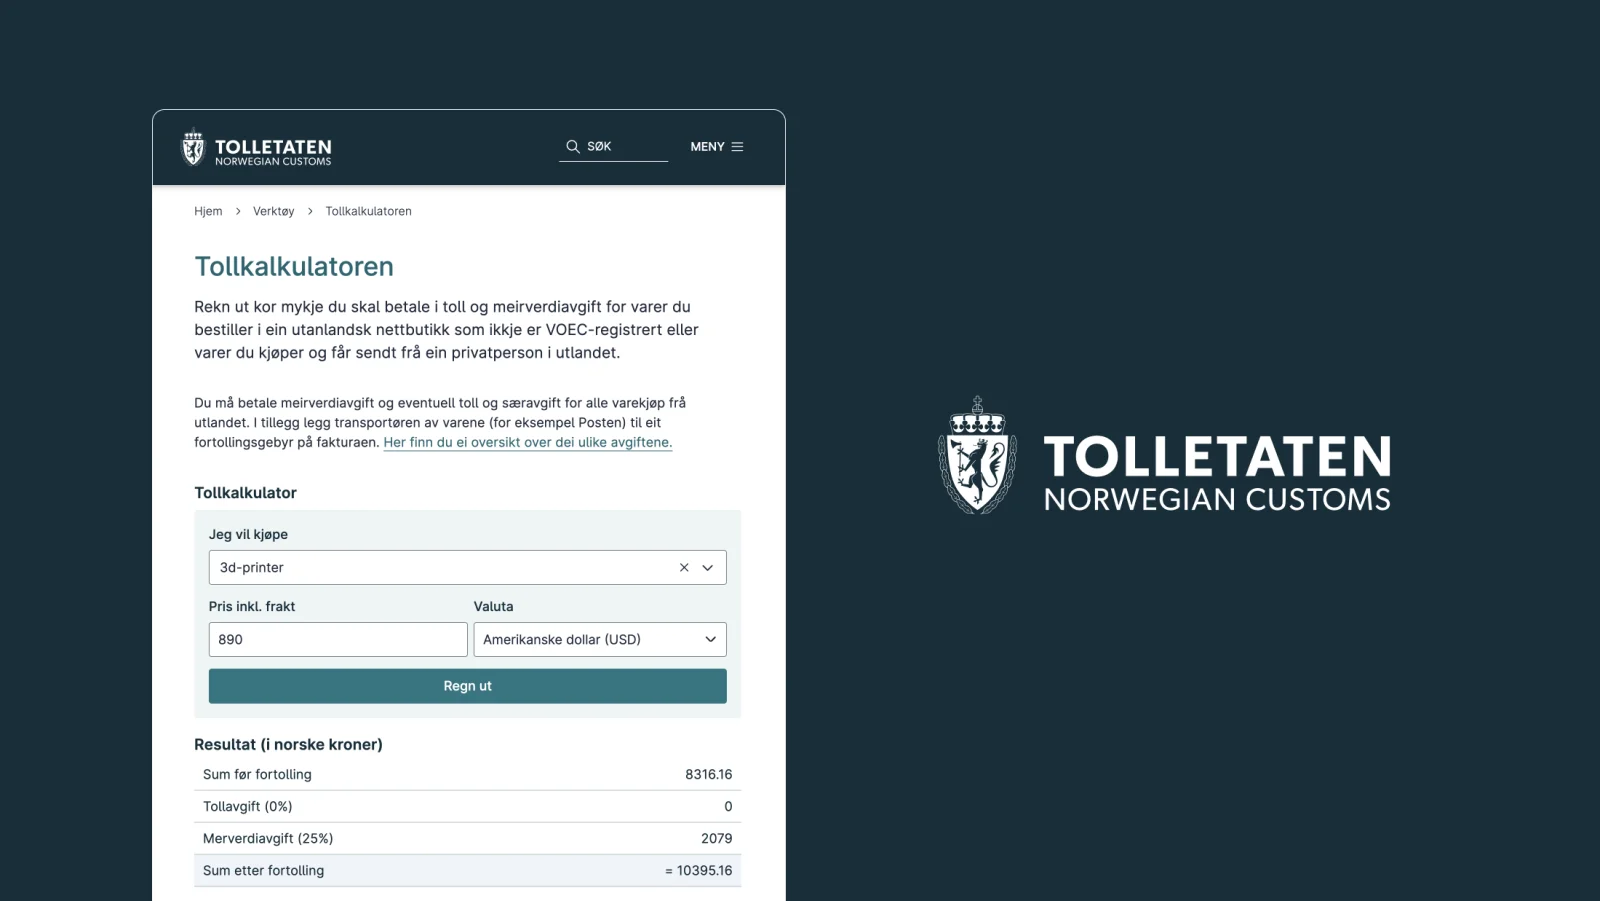 TOLLETATEN
NORWEGIAN CUSTOMS
SØK
MENY
Hjem > Verktøy > Tollkalkulatoren
Tollkalkulatoren
Rekn ut kor mykje du skal betale i toll og meirverdiavgift for varer du
bestiller i ein utanlandsk nettbutikk som ikkje er VOEC-registrert eller
varer du kjøper og får sendt frå ein privatperson i utlandet.
Du må betale meirverdiavgift og eventuell toll og særavgift for alle varekjøp frå
utlandet. I tillegg legg transportøren av varene (for eksempel Posten) til eit
fortollingsgebyr på fakturaen. Her finn du ei oversikt over dei ulike avgiftene.
Tollkalkulator
Jeg vil kjøpe
3d-printer
Pris inkl. frakt Valuta
890 Amerikanske dollar (USD)
Regn ut
Resultat (i norske kroner)
Sum før fortolling 8316.16
Tollavgift (0%) 0
Merverdiavgift (25%) 2079
Sum etter fortolling = 10395.16
TOLLETATEN
NORWEGIAN CUSTOMS